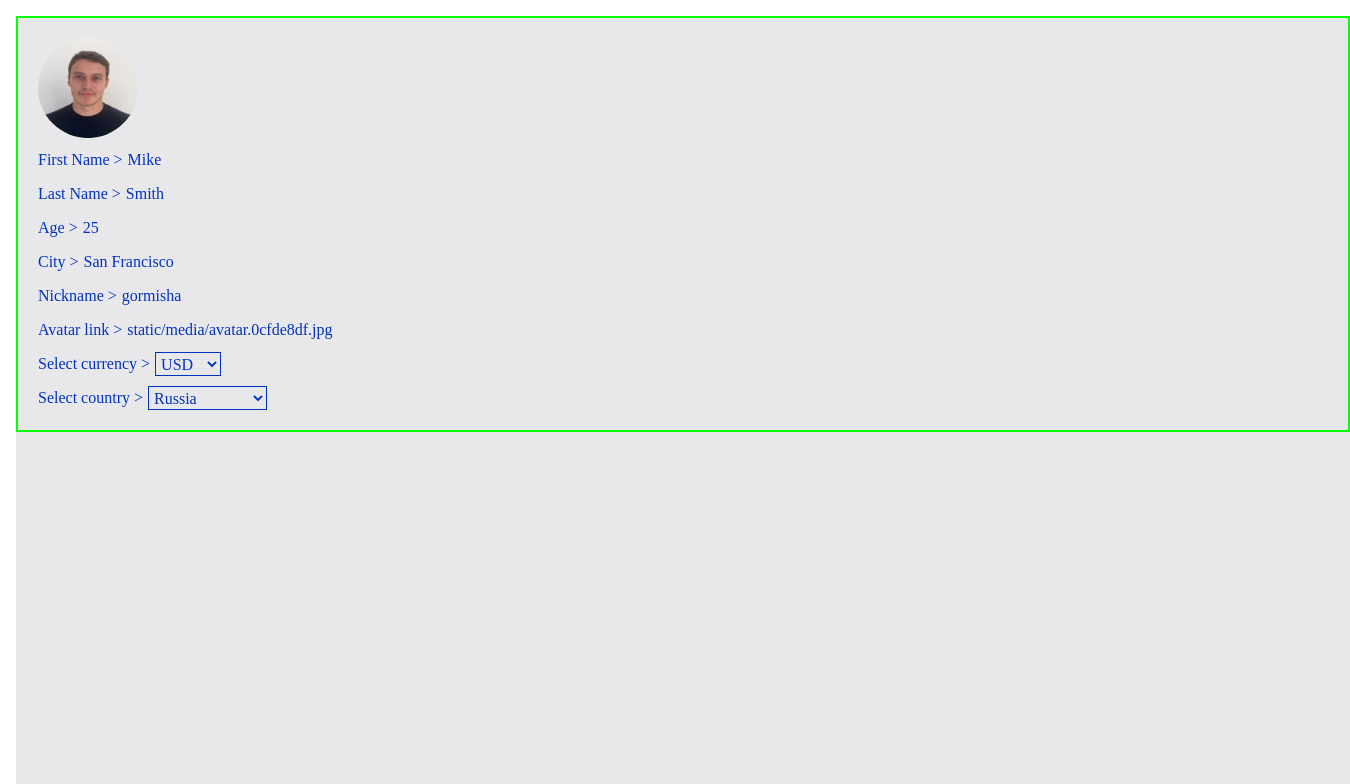 First Name > Mike
Last Name > Smith
Age > 25
City > San Francisco
Nickname > gormisha
Avatar link > static/media/avatar.0cfde8df.jpg
Select currency > USD
Select country > Russia